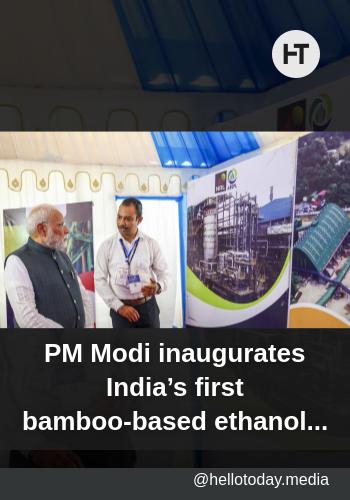 HT
PM Modi inaugurates
India’s first
bamboo-based ethanol...
@hellotoday.media